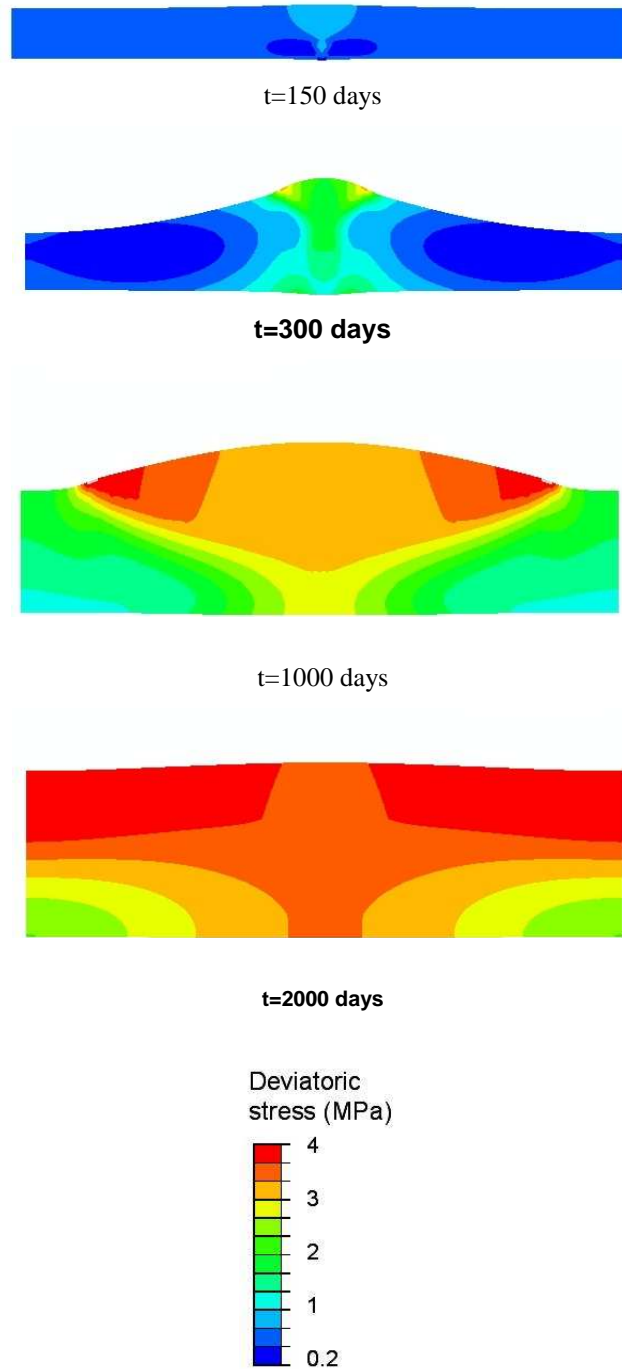 t=150 days
t=300 days
t=1000 days
t=2000 days
Deviatoric
stress (MPa)
4
3
2
1
0.2